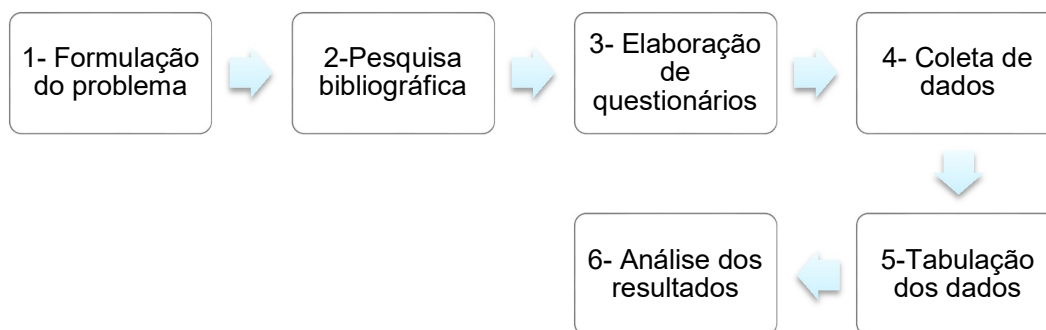 1- Formulação
do problema
2-Pesquisa
bibliográfica
3- Elaboração
de
questionários
4- Coleta de
dados
5-Tabulação
dos dados
6- Análise dos
resultados